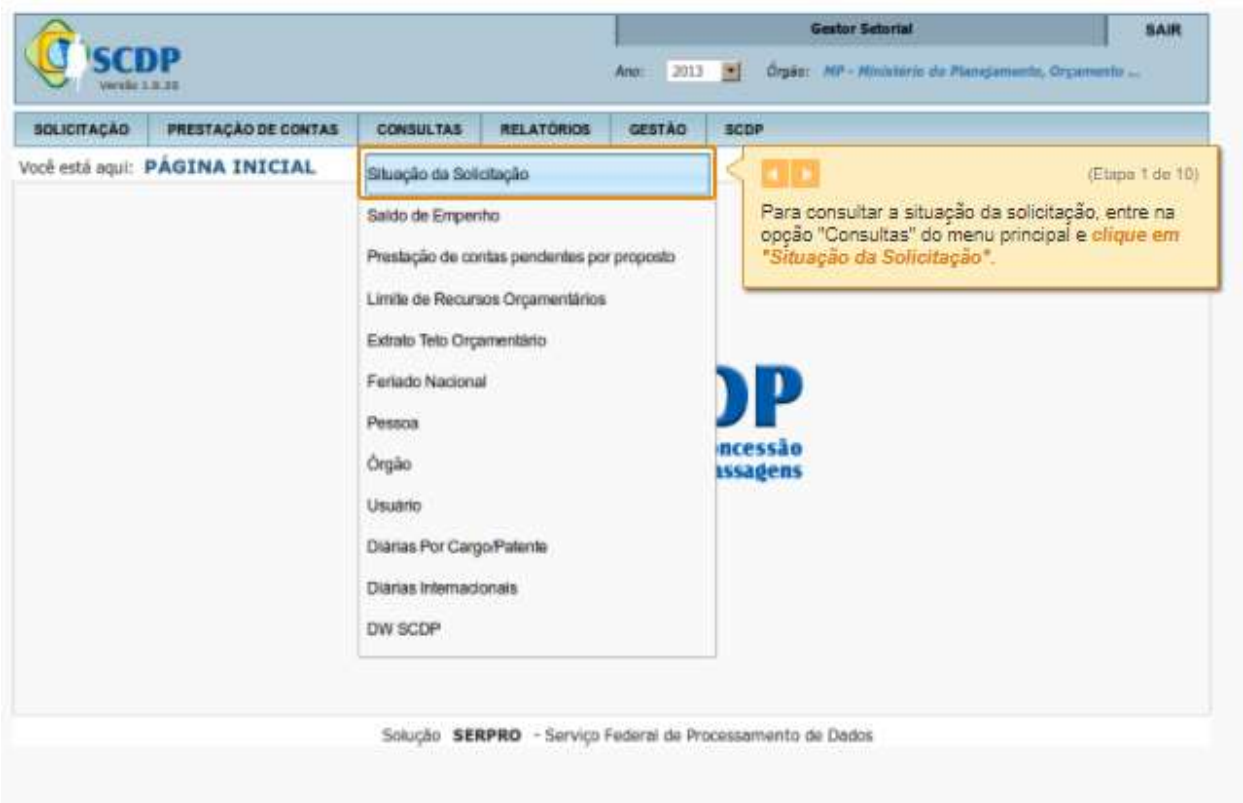 Gestor Setorial
SAIR
SCDP
Ano: 2013 Órgão: MP - Ministério do Planejamento, Orçamento ...
SOLICITAÇÃO PRESTAÇÃO DE CONTAS CONSULTAS RELATÓRIOS GESTÃO SCDP
Você está aqui: PÁGINA INICIAL
Situação da Solicitação
Saldo de Empenho
Prestação de contas pendentes por proposto
Limite de Recursos Orçamentários
Extrato Teto Orçamentário
Feriado Nacional
Pessoa
Órgão
Usuário
Diárias Por Cargo/Patente
Diárias Internacionais
DW SCDP
(Etapa 1 de 10)
Para consultar a situação da solicitação, entre na
opção "Consultas" do menu principal e clique em
"Situação da Solicitação".
DP
ncessão
assagens
Solução SERPRO - Serviço Federal de Processamento de Dados